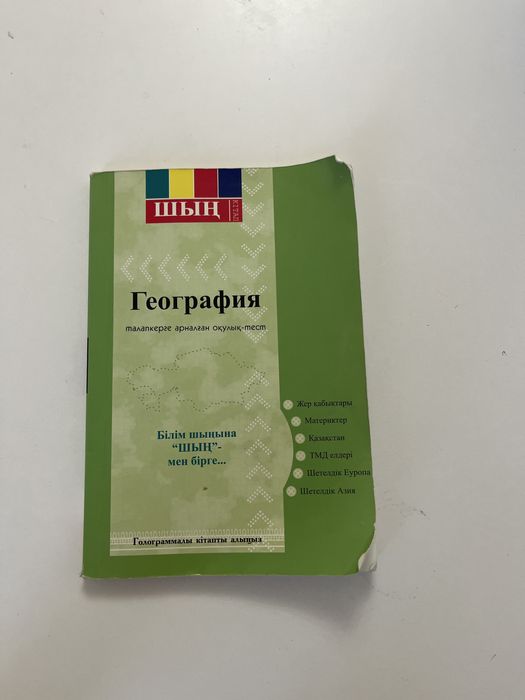 ШЫҢ
КІТАП
География
талапкерге арналған оқулық-тест
Білім шыңына
“ШЫҢ”-
мен бірге...
Жер қабықтары
Материктер
Қазақстан
ТМД елдері
Шетелдік Еуропа
Шетелдік Азия
Голограммалы кітапты алыңыз